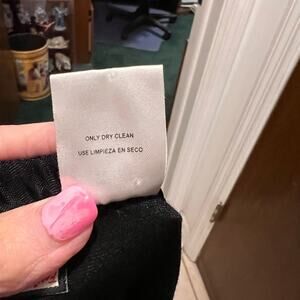 ONLY DRY CLEAN
USE LIMPIEZA EN SECO